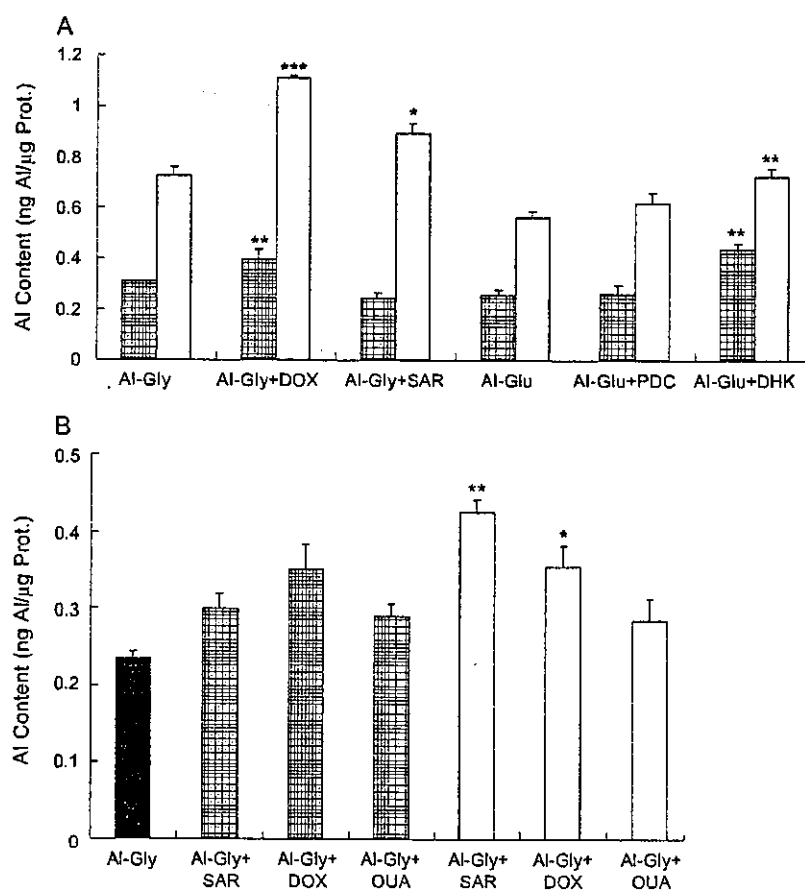 A
Al Content (ng Al/µg Prot.)
1.2
1
0.8
0.6
0.4
0.2
0
**
***
*
**
**
Al-Gly
Al-Gly+DOX
Al-Gly+SAR
Al-Glu
Al-Glu+PDC
Al-Glu+DHK
B
Al Content (ng Al/µg Prot.)
0.5
0.4
0.3
0.2
0.1
0
**
*
Al-Gly
Al-Gly+
SAR
Al-Gly+
DOX
Al-Gly+
OUA
Al-Gly+
SAR
Al-Gly+
DOX
Al-Gly+
OUA